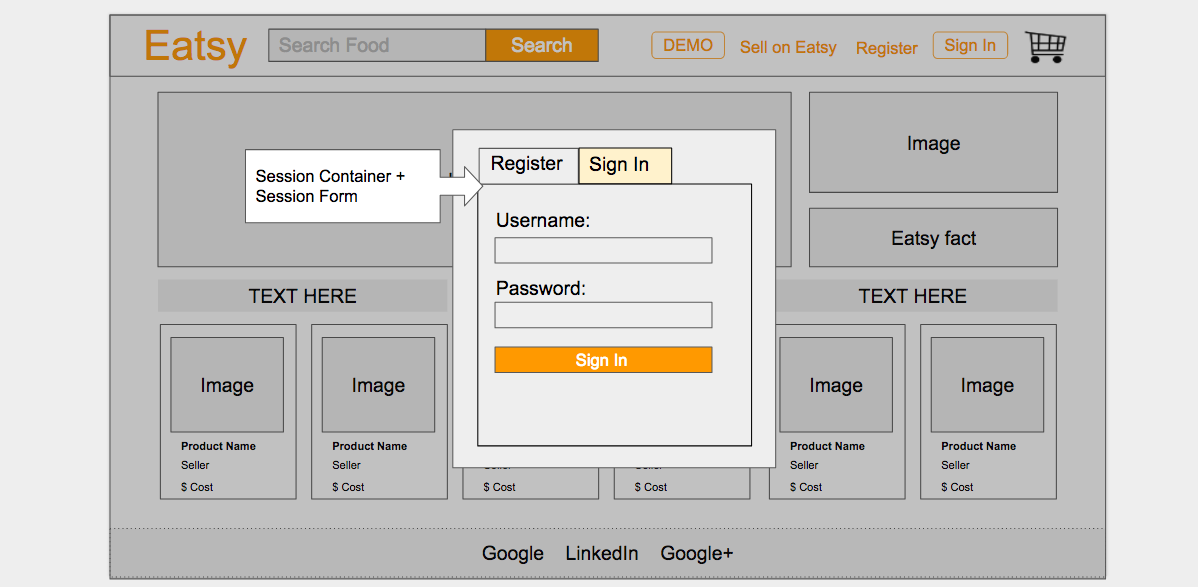 Eatsy
Search Food
Search
DEMO
Sell on Eatsy
Register
Sign In
Image
Eatsy fact
Session Container +
Session Form
Register
Sign In
Username:
Password:
Sign In
TEXT HERE
TEXT HERE
Image
Product Name
Seller
$ Cost
Image
Product Name
Seller
$ Cost
$ Cost
$ Cost
Image
Product Name
Seller
$ Cost
Image
Product Name
Seller
$ Cost
Google
LinkedIn
Google+